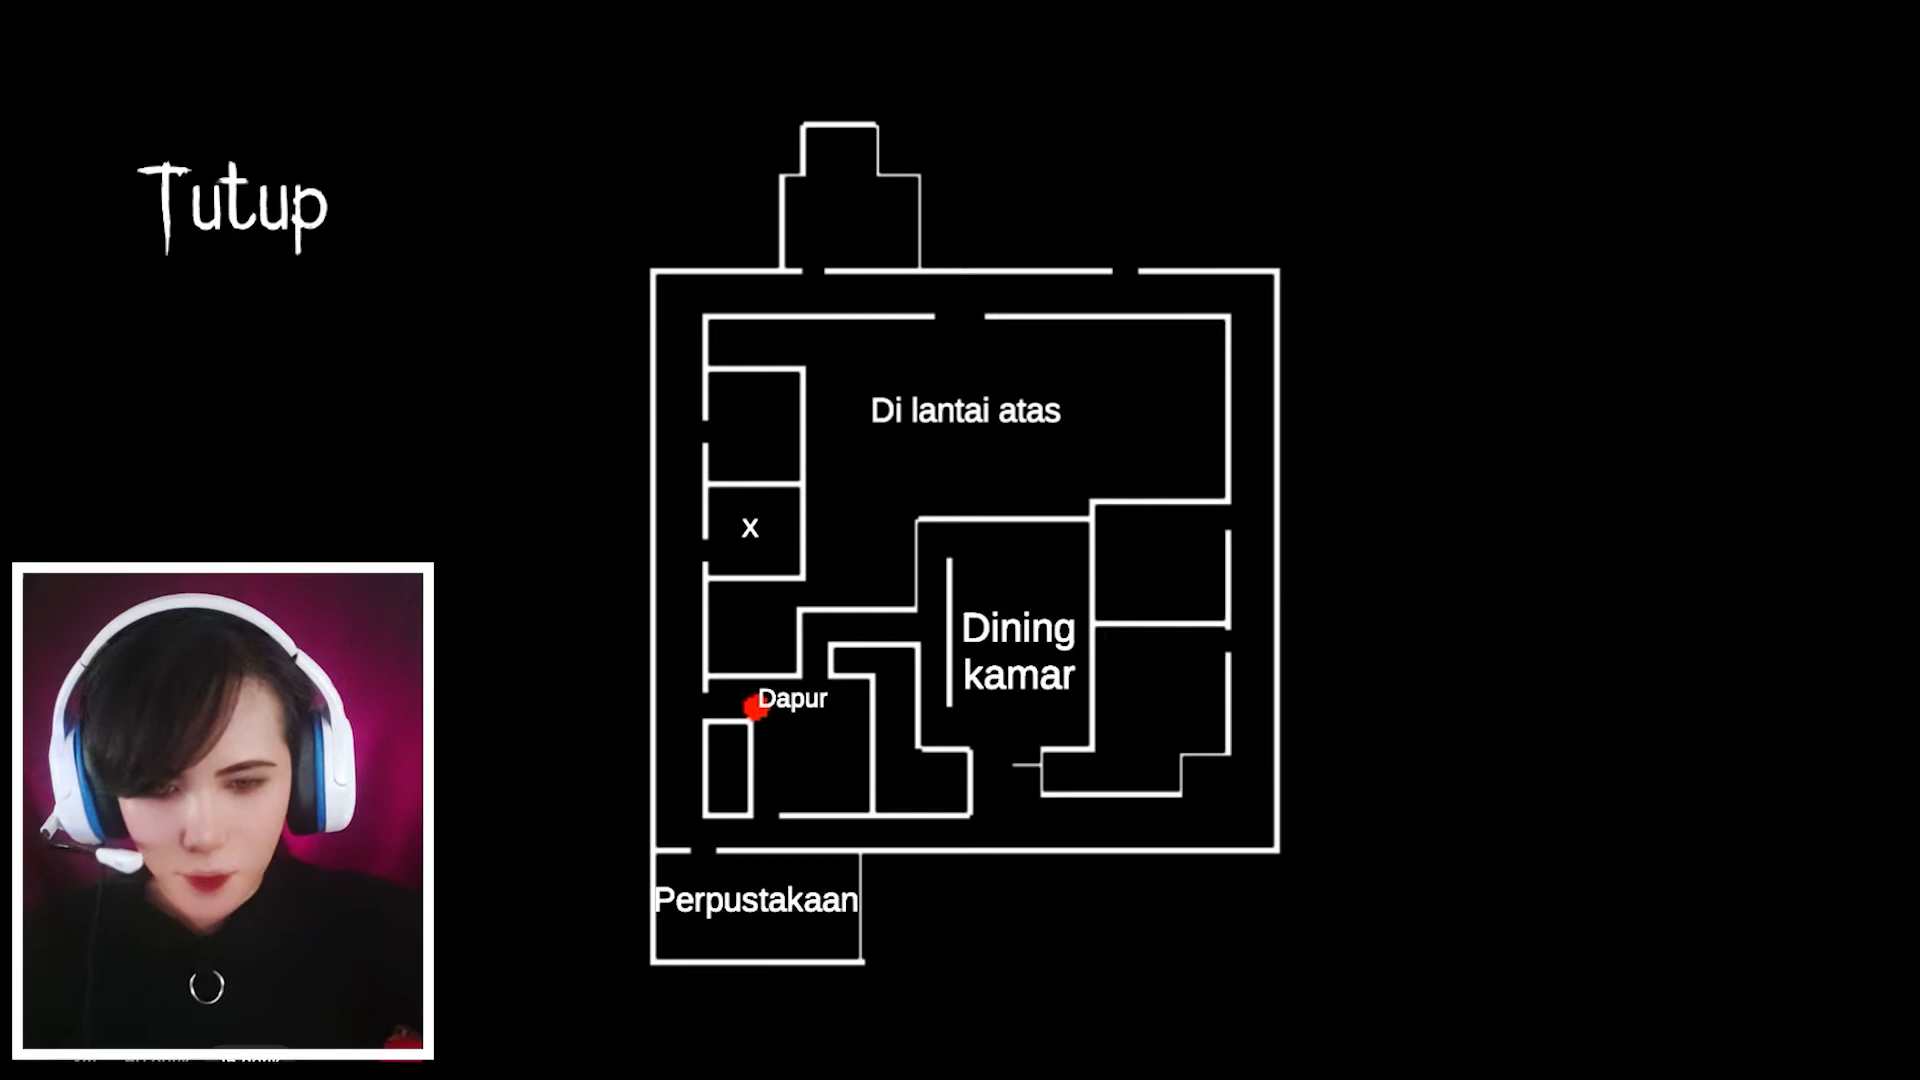 Tutup
Di lantai atas
x
Dining
kamar
Dapur
Perpustakaan